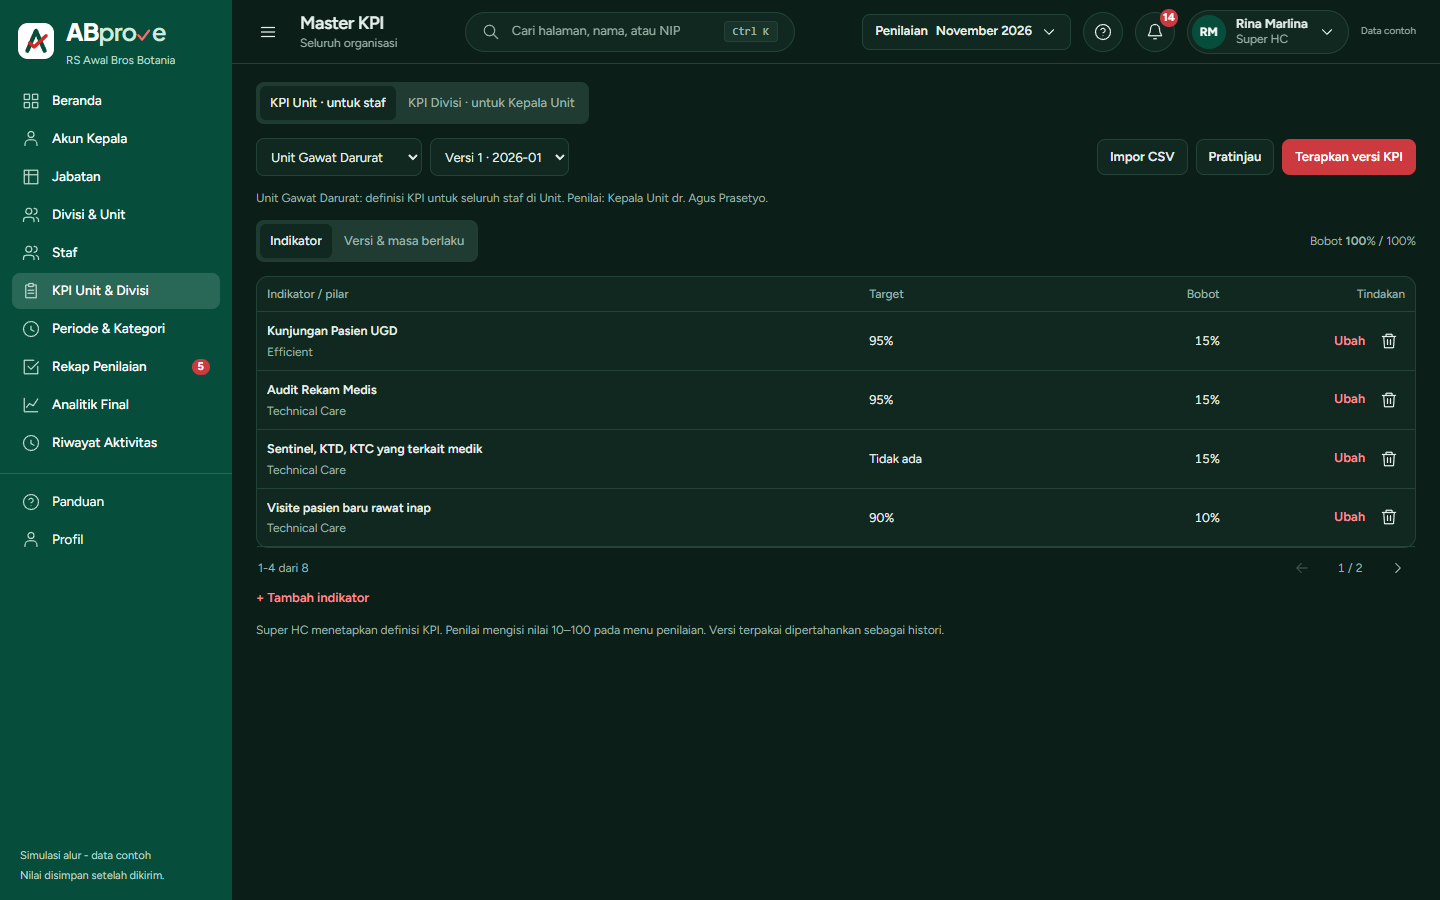 ABprove
RS Awal Bros Botania
Beranda
Akun Kepala
Jabatan
Divisi & Unit
Staf
KPI Unit & Divisi
Periode & Kategori
Rekap Penilaian 5
Analitik Final
Riwayat Aktivitas
Panduan
Profil
Simulasi alur - data contoh
Nilai disimpan setelah dikirim.
Master KPI
Seluruh organisasi
Cari halaman, nama, atau NIP Ctrl K
Penilaian November 2026
14
RM
Rina Marlina
Super HC
Data contoh
KPI Unit · untuk staf KPI Divisi · untuk Kepala Unit
Unit Gawat Darurat Versi 1 · 2026-01 Impor CSV Pratinjau Terapkan versi KPI
Unit Gawat Darurat: definisi KPI untuk seluruh staf di Unit. Penilai: Kepala Unit dr. Agus Prasetyo.
Indikator Versi & masa berlaku Bobot 100% / 100%
Indikator / pilar Target Bobot Tindakan
Kunjungan Pasien UGD
Efficient
95% 15% Ubah
Audit Rekam Medis
Technical Care
95% 15% Ubah
Sentinel, KTD, KTC yang terkait medik
Technical Care
Tidak ada 15% Ubah
Visite pasien baru rawat inap
Technical Care
90% 10% Ubah
1-4 dari 8 1 / 2
+ Tambah indikator
Super HC menetapkan definisi KPI. Penilai mengisi nilai 10–100 pada menu penilaian. Versi terpakai dipertahankan sebagai histori.